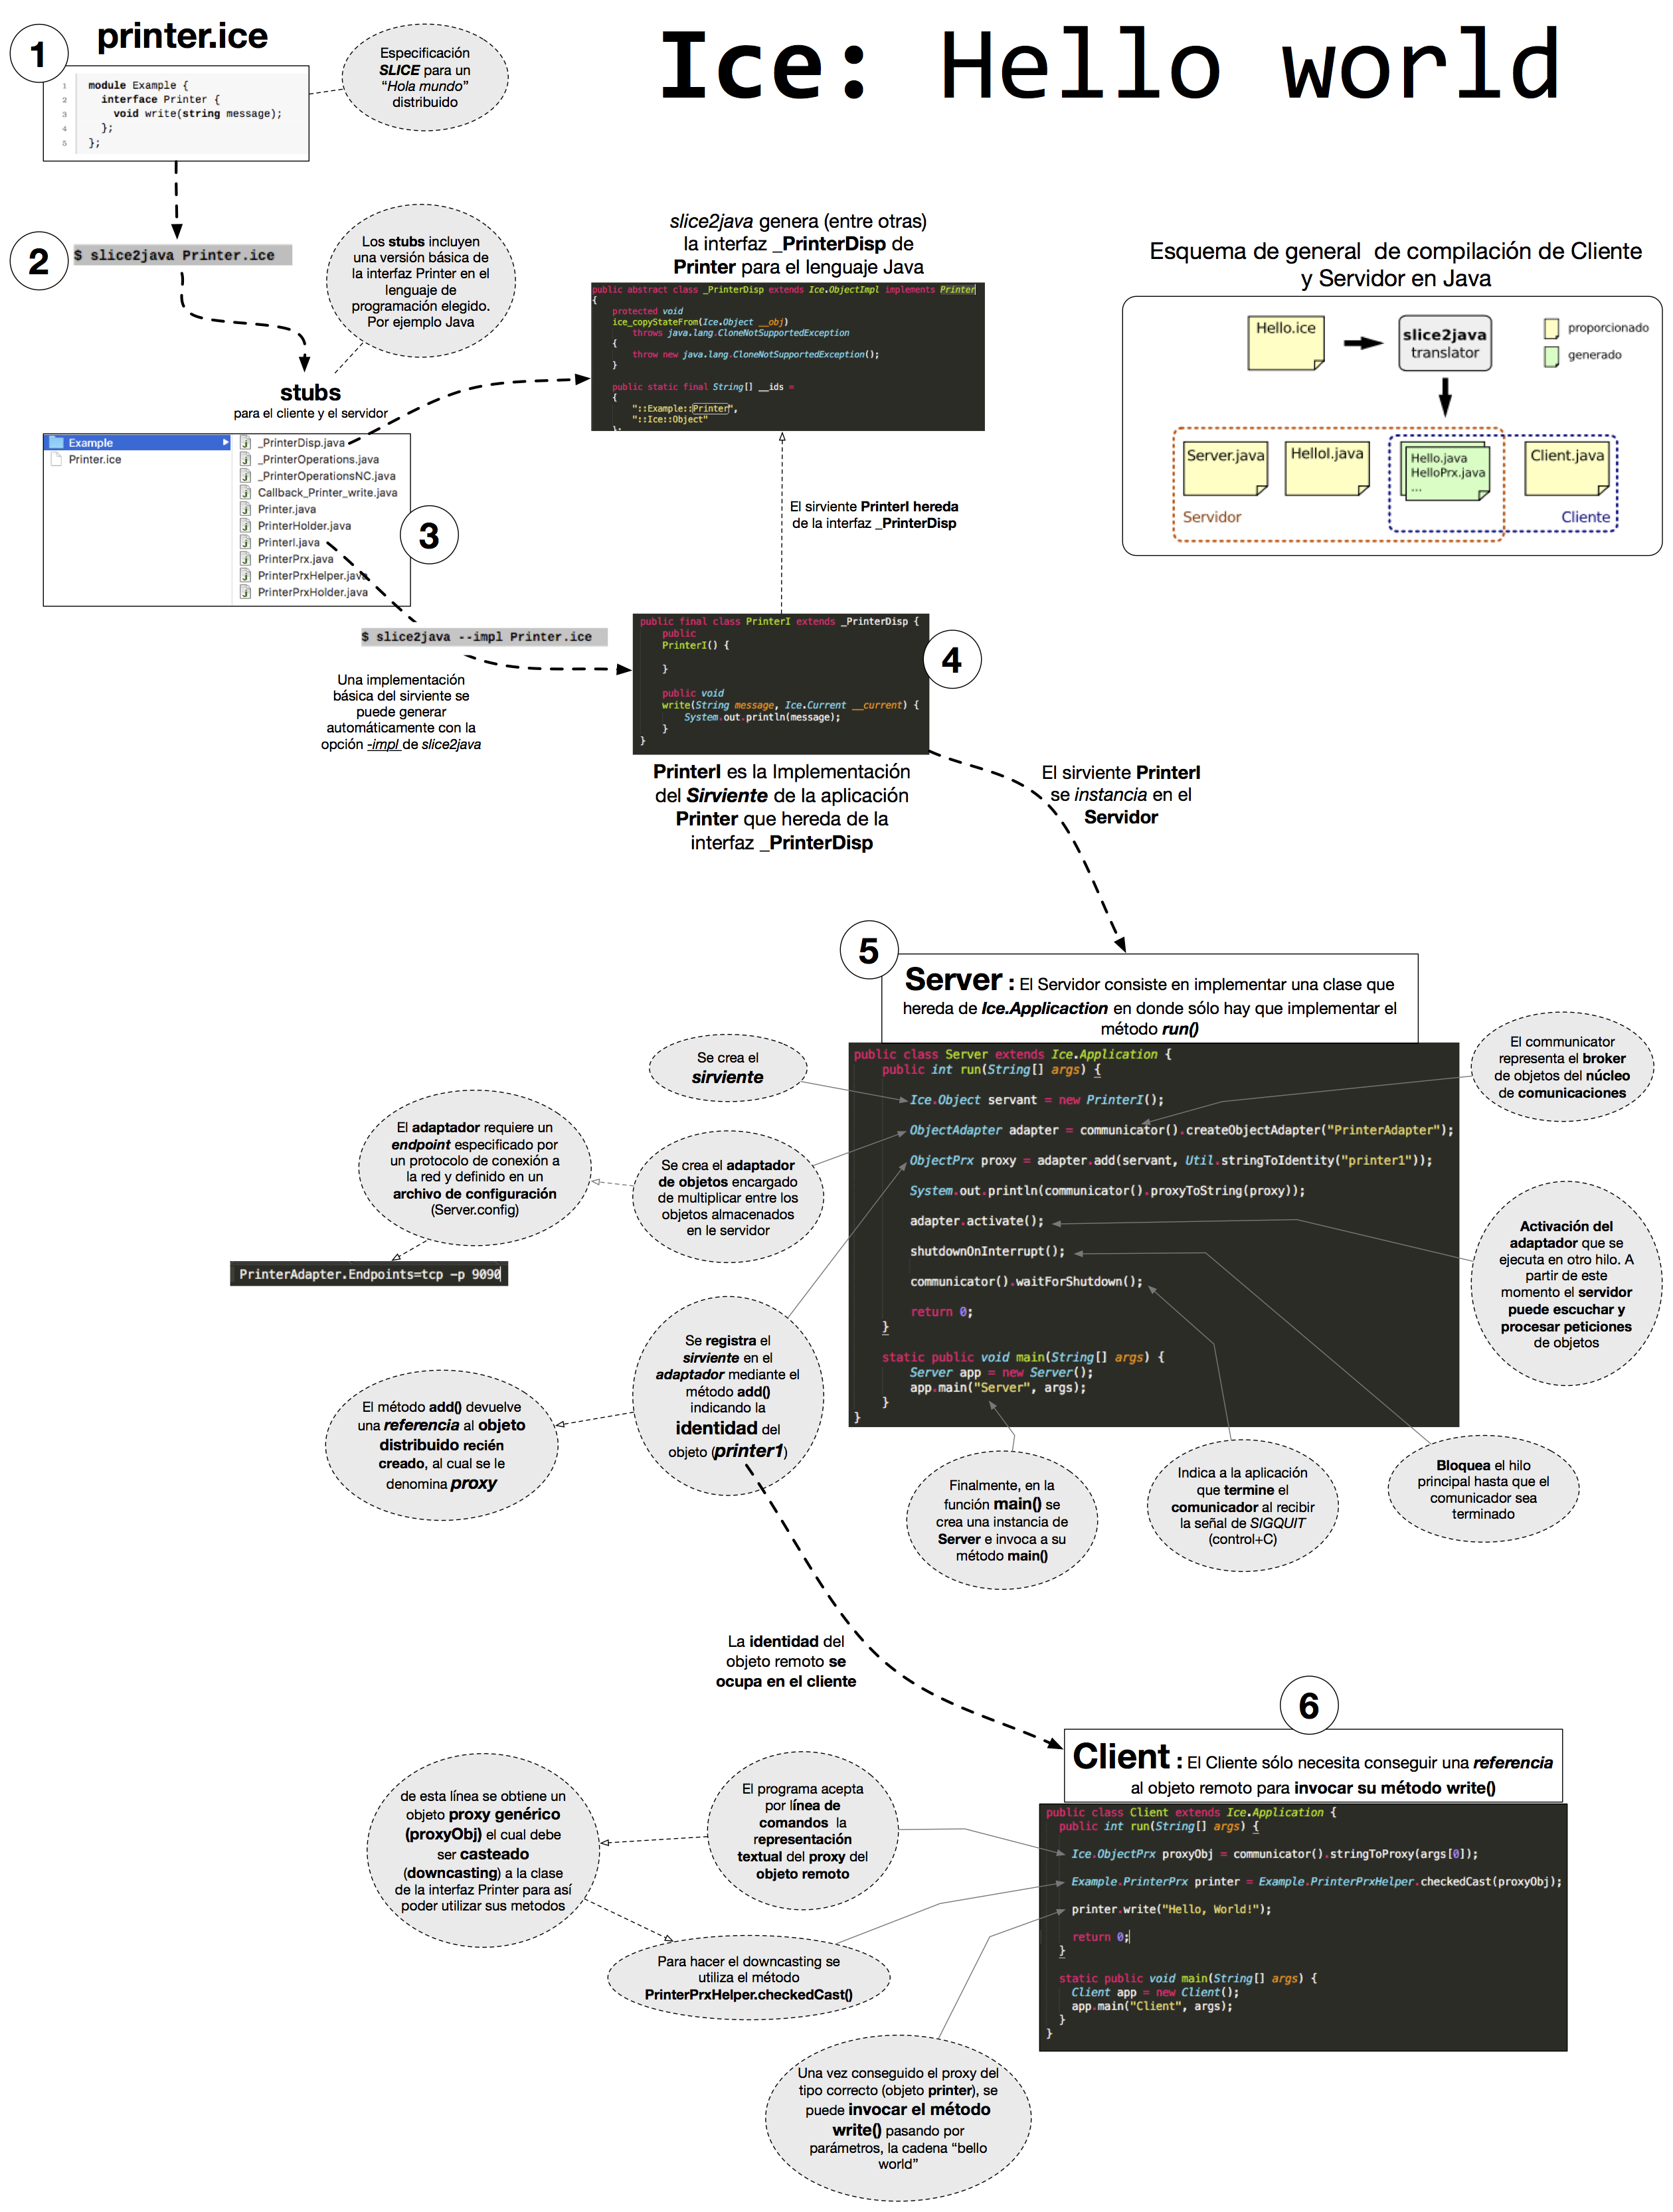 Ice: Hello world
1
printer.ice
1 module Example {
2 interface Printer {
3 void write(string message);
4 };
5 };
Especificación
SLICE para un
“Hola mundo”
distribuido
2
$ slice2java Printer.ice
Los stubs incluyen
una versión básica de
la interfaz Printer en el
lenguaje de
programación elegido.
Por ejemplo Java
stubs
para el cliente y el servidor
Example
Printer.ice
_PrinterDisp.java
_PrinterOperations.java
_PrinterOperationsNC.java
Callback_Printer_write.java
Printer.java
PrinterHolder.java
PrinterI.java
PrinterPrx.java
PrinterPrxHelper.java
PrinterPrxHolder.java
3
slice2java genera (entre otras)
la interfaz _PrinterDisp de
Printer para el lenguaje Java
public abstract class _PrinterDisp extends Ice.ObjectImpl implements Printer
{
protected void
ice_copyStateFrom(Ice.Object __obj)
throws java.lang.CloneNotSupportedException
{
throw new java.lang.CloneNotSupportedException();
}
public static final String[] __ids =
{
"::Example::Printer",
"::Ice::Object"
};
Esquema de general de compilación de Cliente
y Servidor en Java
Hello.ice
slice2java
translator
proporcionado
generado
Server.java
HelloI.java
Hello.java
HelloPrx.java
...
Client.java
Servidor
Cliente
El sirviente PrinterI hereda
de la interfaz _PrinterDisp
$ slice2java --impl Printer.ice
Una implementación
básica del sirviente se
puede generar
automáticamente con la
opción -impl de slice2java
4
public final class PrinterI extends _PrinterDisp {
public
PrinterI() {
}
public void
write(String message, Ice.Current __current) {
System.out.println(message);
}
}
PrinterI es la Implementación
del Sirviente de la aplicación
Printer que hereda de la
interfaz _PrinterDisp
El sirviente PrinterI
se instancia en el
Servidor
5
Server : El Servidor consiste en implementar una clase que
hereda de Ice.Applicaction en donde sólo hay que implementar el
método run()
public class Server extends Ice.Application {
public int run(String[] args) {
Ice.Object servant = new PrinterI();
ObjectAdapter adapter = communicator().createObjectAdapter("PrinterAdapter");
ObjectPrx proxy = adapter.add(servant, Util.stringToIdentity("printer1"));
System.out.println(communicator().proxyToString(proxy));
adapter.activate();
shutdownOnInterrupt();
communicator().waitForShutdown();
return 0;
}
static public void main(String[] args) {
Server app = new Server();
app.main("Server", args);
}
}
Se crea el
sirviente
El communicator
representa el broker
de objetos del núcleo
de comunicaciones
El adaptador requiere un
endpoint especificado por
un protocolo de conexión a
la red y definido en un
archivo de configuración
(Server.config)
Se crea el adaptador
de objetos encargado
de multiplicar entre los
objetos almacenados
en le servidor
PrinterAdapter.Endpoints=tcp -p 9090
Activación del
adaptador que se
ejecuta en otro hilo. A
partir de este
momento el servidor
puede escuchar y
procesar peticiones
de objetos
Se registra el
sirviente en el
adaptador mediante el
método add()
indicando la
identidad del
objeto (printer1)
El método add() devuelve
una referencia al objeto
distribuido recién
creado, al cual se le
denomina proxy
Finalmente, en la
función main() se
crea una instancia de
Server e invoca a su
método main()
Indica a la aplicación
que termine el
comunicador al recibir
la señal de SIGQUIT
(control+C)
Bloquea el hilo
principal hasta que el
comunicador sea
terminado
La identidad del
objeto remoto se
ocupa en el cliente
6
Client : El Cliente sólo necesita conseguir una referencia
al objeto remoto para invocar su método write()
public class Client extends Ice.Application {
public int run(String[] args) {
Ice.ObjectPrx proxyObj = communicator().stringToProxy(args[0]);
Example.PrinterPrx printer = Example.PrinterPrxHelper.checkedCast(proxyObj);
printer.write("Hello, World!");
return 0;
}
static public void main(String[] args) {
Client app = new Client();
app.main("Client", args);
}
}
El programa acepta
por línea de
comandos la
representación
textual del proxy del
objeto remoto
de esta línea se obtiene un
objeto proxy genérico
(proxyObj) el cual debe
ser casteado
(downcasting) a la clase
de la interfaz Printer para así
poder utilizar sus metodos
Para hacer el downcasting se
utiliza el método
PrinterPrxHelper.checkedCast()
Una vez conseguido el proxy del
tipo correcto (objeto printer), se
puede invocar el método
write() pasando por
parámetros, la cadena “bello
world”